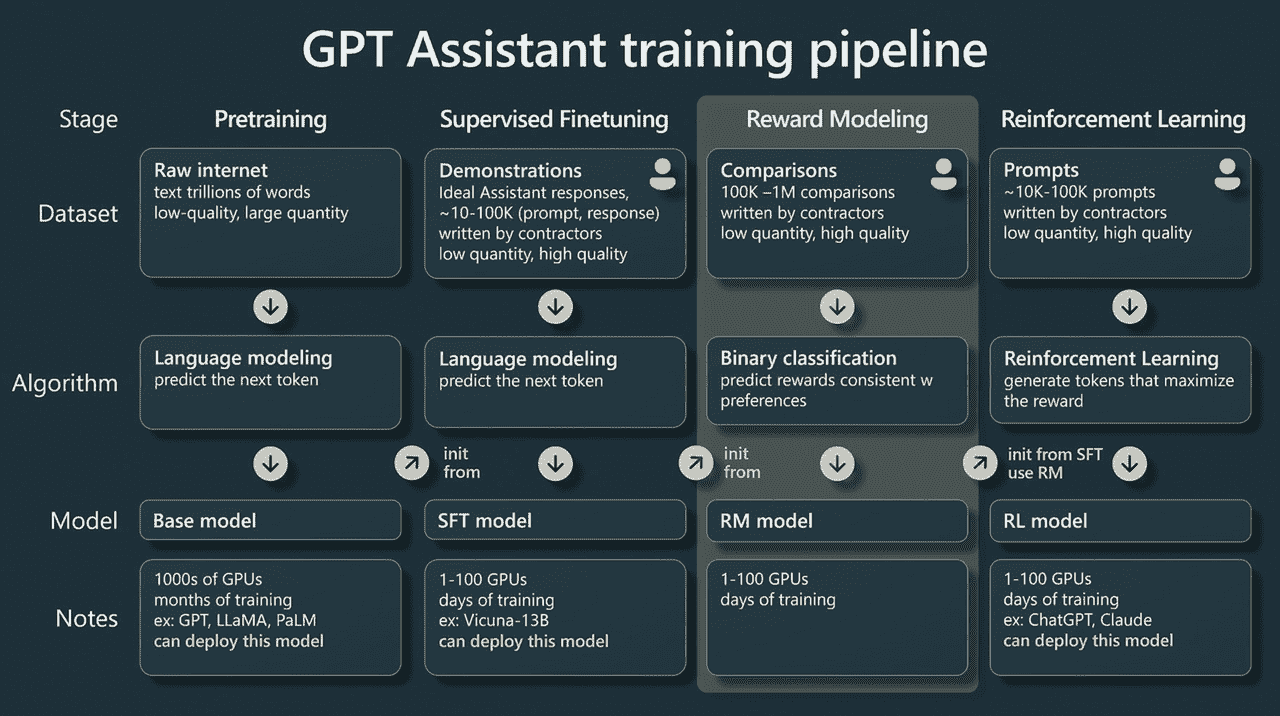 GPT Assistant training pipeline
Stage
Pretraining
Supervised Finetuning
Reward Modeling
Reinforcement Learning
Dataset
Raw internet
text trillions of words
low-quality, large quantity
Demonstrations
Ideal Assistant responses,
~10-100K (prompt, response)
written by contractors
low quantity, high quality
Comparisons
100K –1M comparisons
written by contractors
low quantity, high quality
Prompts
~10K-100K prompts
written by contractors
low quantity, high quality
Algorithm
Language modeling
predict the next token
Language modeling
predict the next token
Binary classification
predict rewards consistent w
preferences
Reinforcement Learning
generate tokens that maximize
the reward
init
from
init
from
init from SFT
use RM
Model
Base model
SFT model
RM model
RL model
Notes
1000s of GPUs
months of training
ex: GPT, LLaMA, PaLM
can deploy this model
1-100 GPUs
days of training
ex: Vicuna-13B
can deploy this model
1-100 GPUs
days of training
1-100 GPUs
days of training
ex: ChatGPT, Claude
can deploy this model